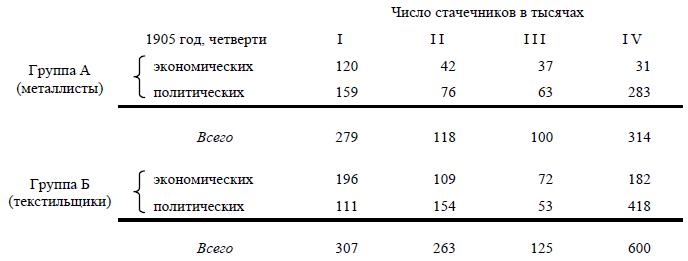 Число стачечников в тысячах
1905 год, четверти I II III IV
Группа А (металлисты)
экономических 120 42 37 31
политических 159 76 63 283
Всего 279 118 100 314
Группа Б (текстильщики)
экономических 196 109 72 182
политических 111 154 53 418
Всего 307 263 125 600